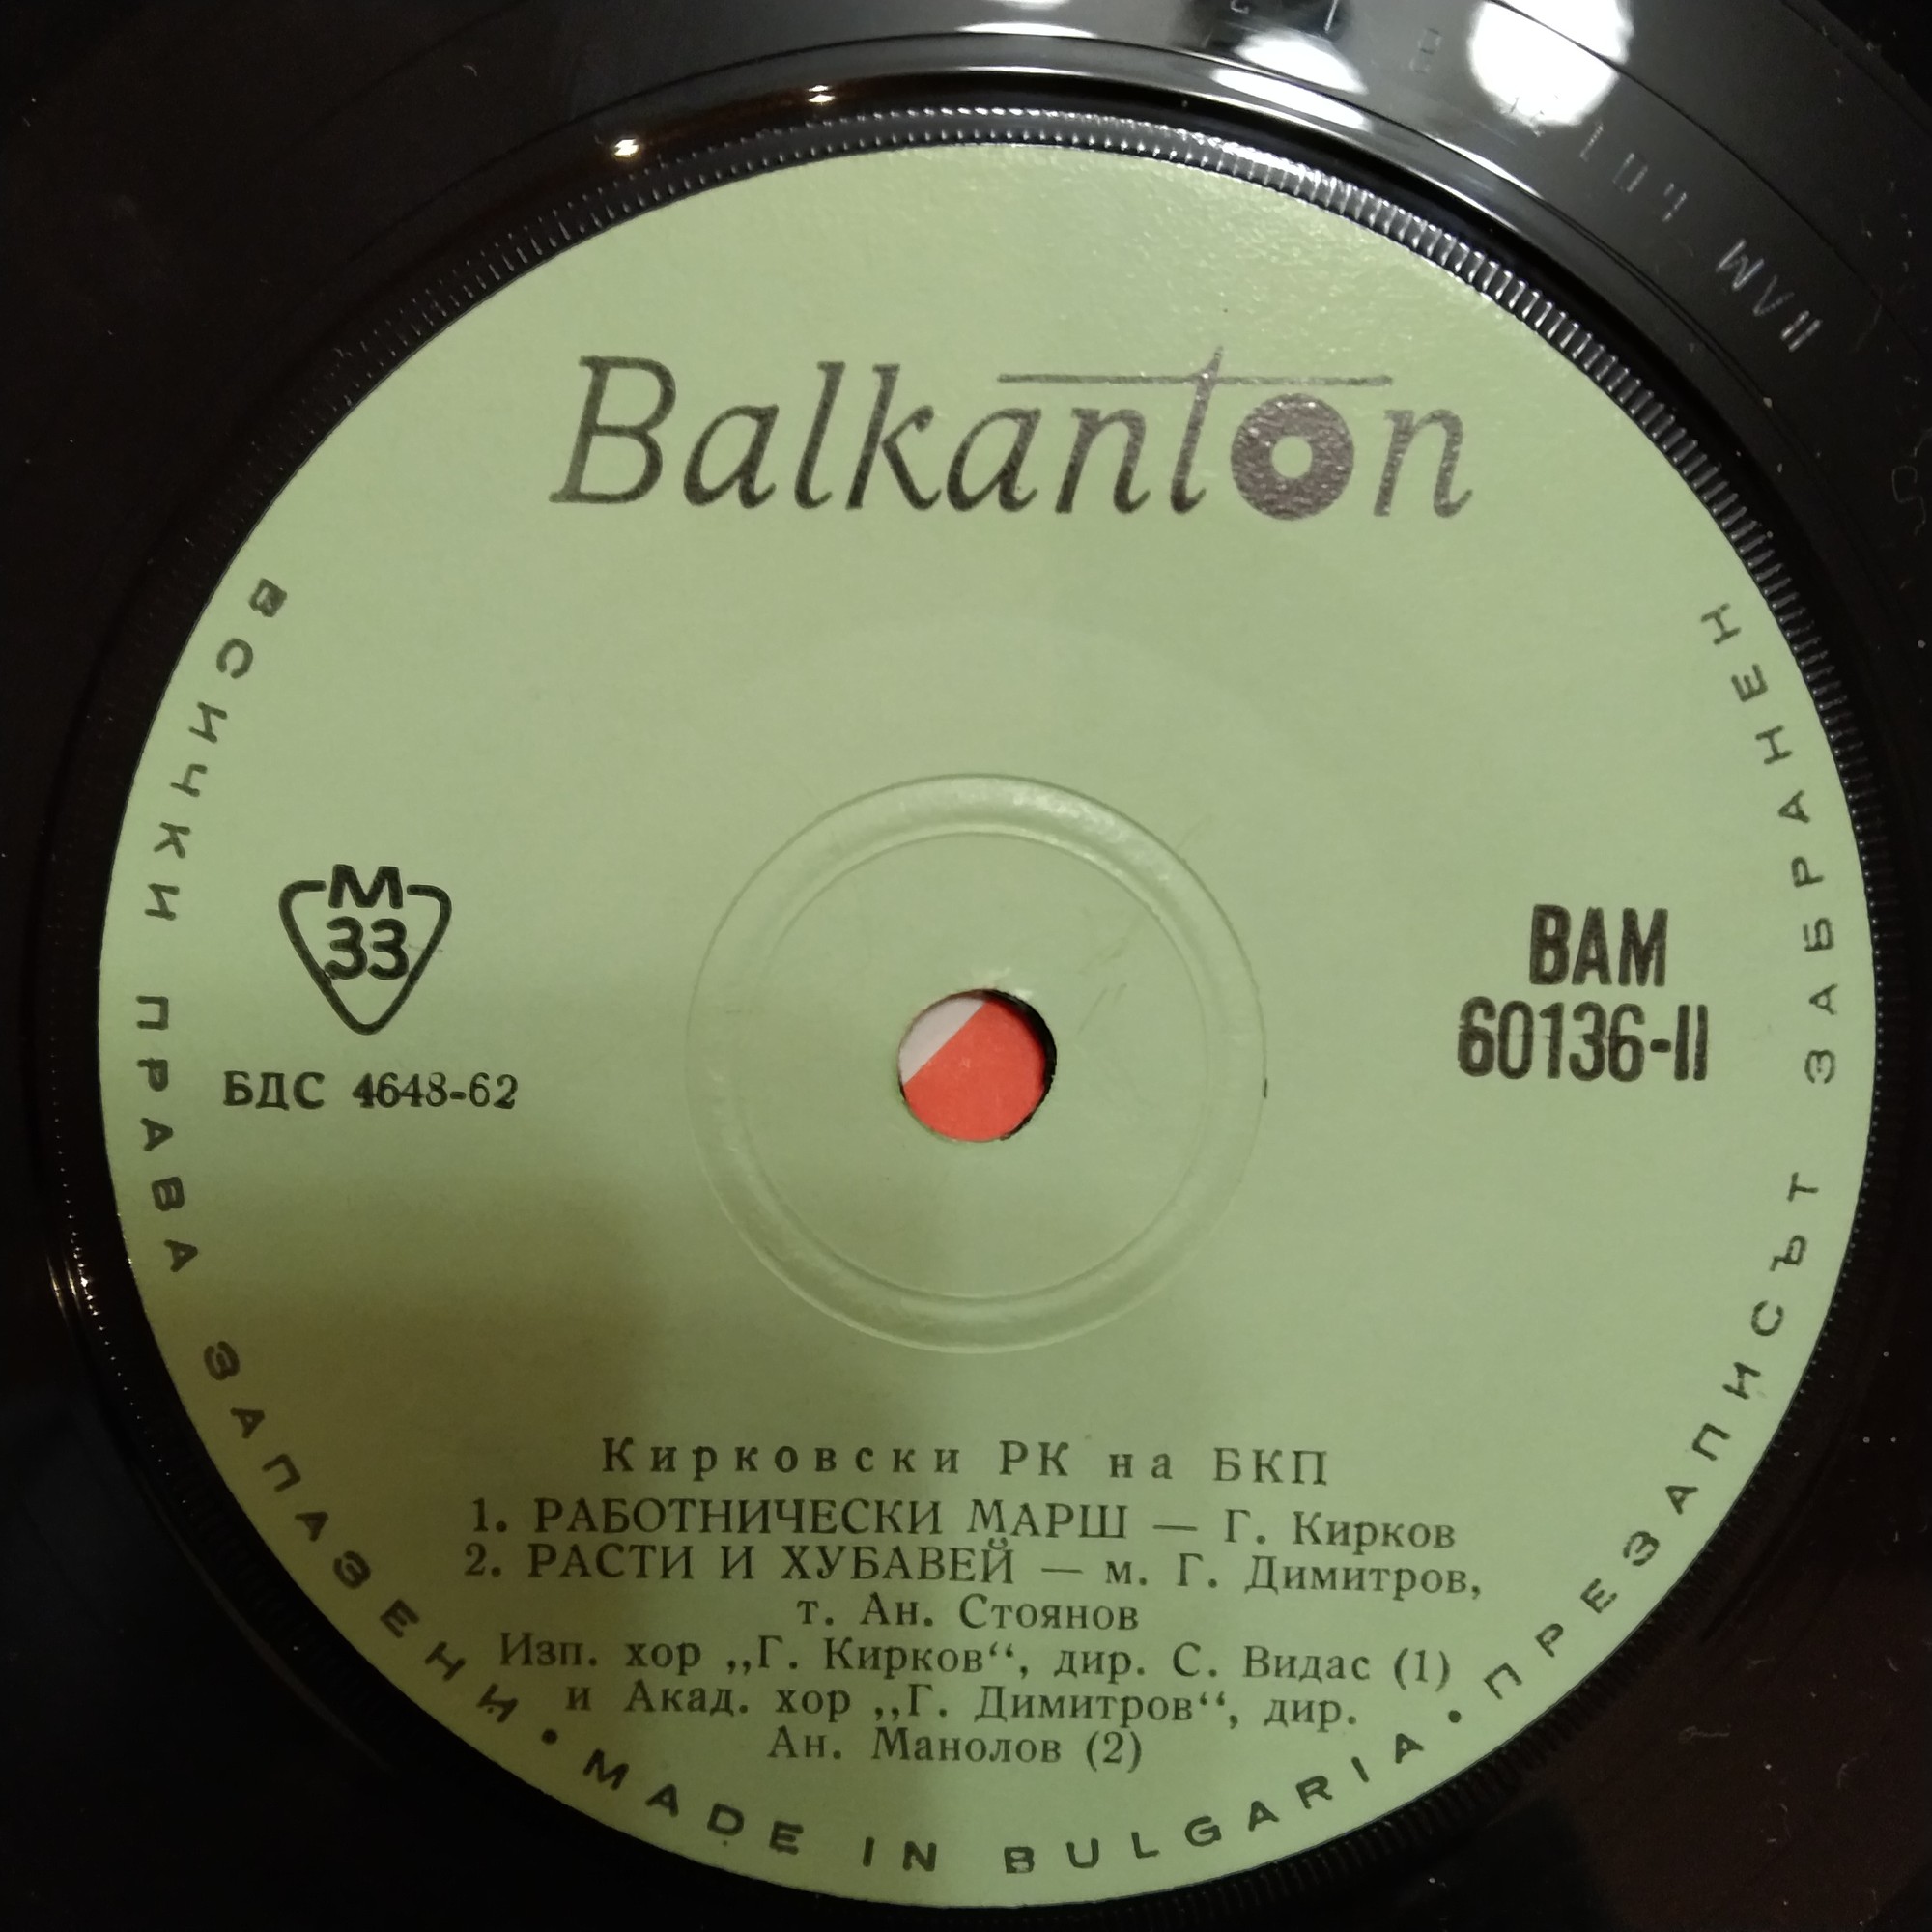 Balkanton
ВСИЧКИ ПРАВА ЗАПАЗЕНИ • MADE IN BULGARIA • ПРЕЗАПИСЪТ ЗАБРАНЕН
М
33
БДС 4648-62
ВАМ
60136-II
Кирковски РК на БКП
1. РАБОТНИЧЕСКИ МАРШ — Г. Кирков
2. РАСТИ И ХУБАВЕЙ — м. Г. Димитров,
т. Ан. Стоянов
Изп. хор „Г. Кирков“, дир. С. Видас (1)
и Акад. хор „Г. Димитров“, дир.
Ан. Манолов (2)